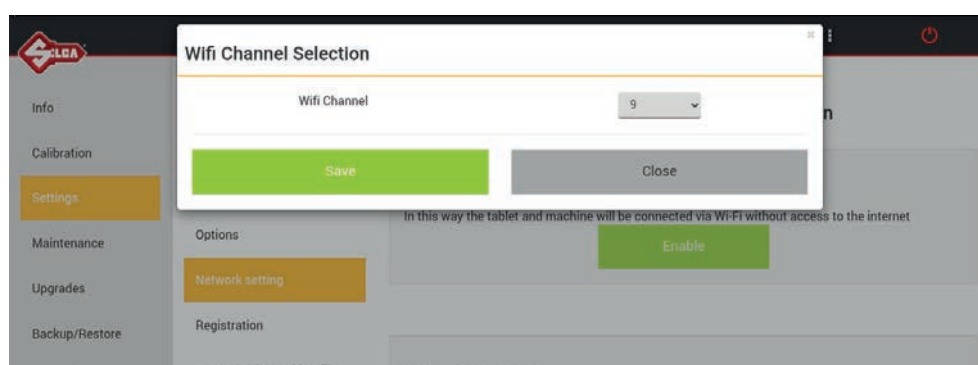 SILCA
Wifi Channel Selection
Wifi Channel
9
Save
Close
Info
Calibration
Settings
Maintenance
Upgrades
Backup/Restore
Options
Network setting
Registration
n
In this way the tablet and machine will be connected via Wi-Fi without access to the internet
Enable